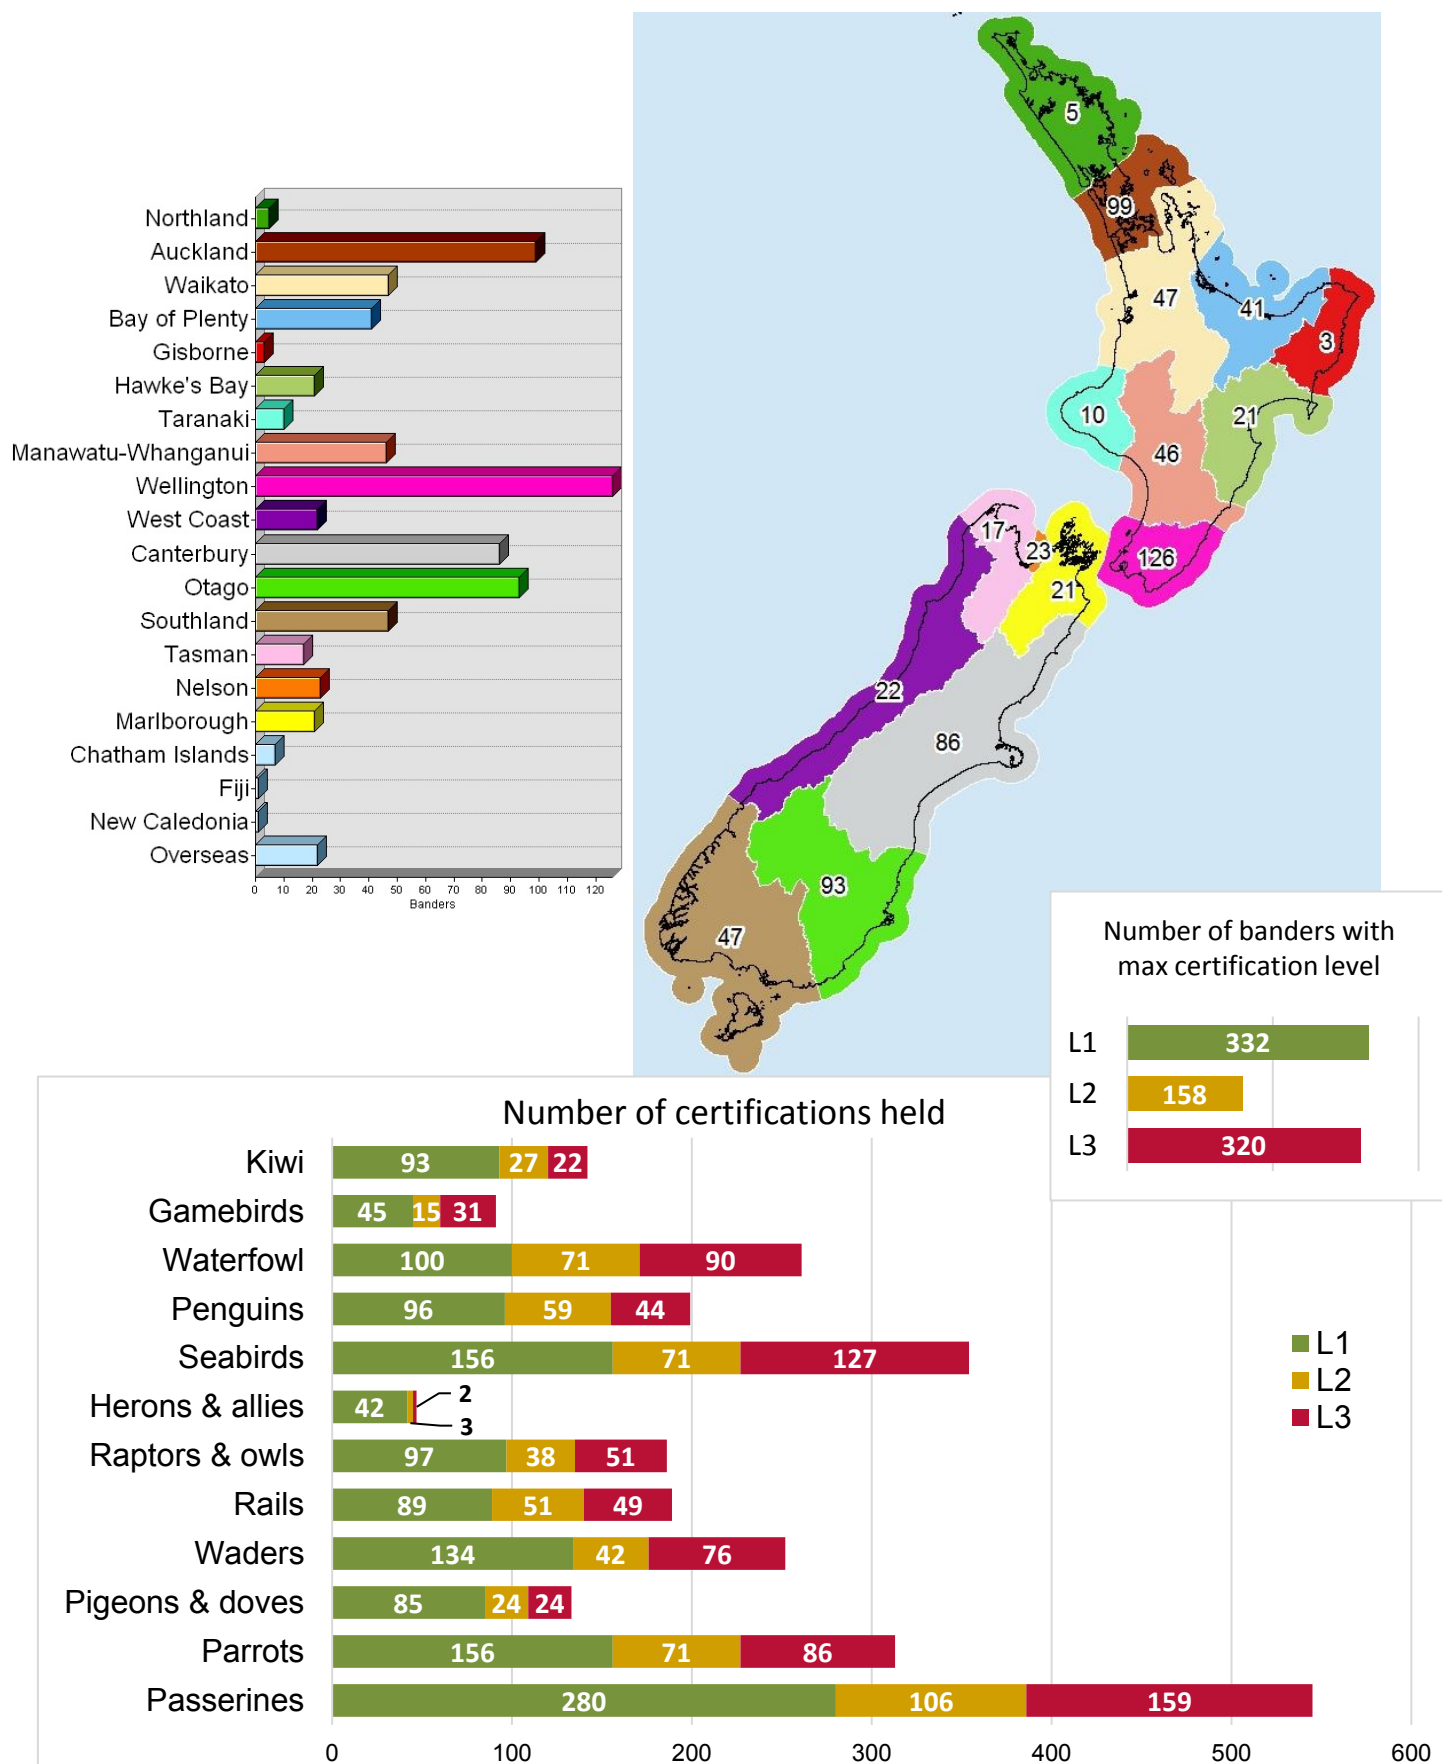 Northland
Auckland
Waikato
Bay of Plenty
Gisborne
Hawke's Bay
Taranaki
Manawatu-Whanganui
Wellington
West Coast
Canterbury
Otago
Southland
Tasman
Nelson
Marlborough
Chatham Islands
Fiji
New Caledonia
Overseas
0 10 20 30 40 50 60 70 80 90 100 110 120
Banders
5
99
47
41
3
10
21
46
17
23
126
21
22
86
93
47
Number of banders with
max certification level
L1 332
L2 158
L3 320
Number of certifications held
Kiwi 93 27 22
Gamebirds 45 15 31
Waterfowl 100 71 90
Penguins 96 59 44
Seabirds 156 71 127
Herons & allies 42 2
3
Raptors & owls 97 38 51
Rails 89 51 49
Waders 134 42 76
Pigeons & doves 85 24 24
Parrots 156 71 86
Passerines 280 106 159
0 100 200 300 400 500 600
L1
L2
L3